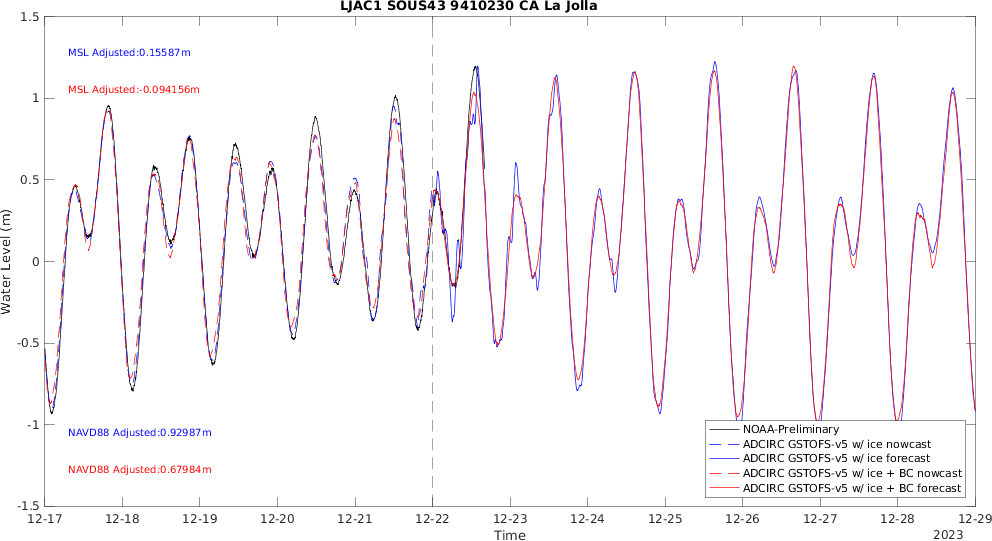 LJAC1 SOUS43 9410230 CA La Jolla
MSL Adjusted:0.15587m
MSL Adjusted:-0.094156m
NAVD88 Adjusted:0.92987m
NAVD88 Adjusted:0.67984m
Water Level (m)
1.5
1
0.5
0
-0.5
-1
-1.5
NOAA-Preliminary
ADCIRC GSTOFS-v5 w/ ice nowcast
ADCIRC GSTOFS-v5 w/ ice forecast
ADCIRC GSTOFS-v5 w/ ice + BC nowcast
ADCIRC GSTOFS-v5 w/ ice + BC forecast
12-17 12-18 12-19 12-20 12-21 12-22 12-23 12-24 12-25 12-26 12-27 12-28 12-29
Time
2023